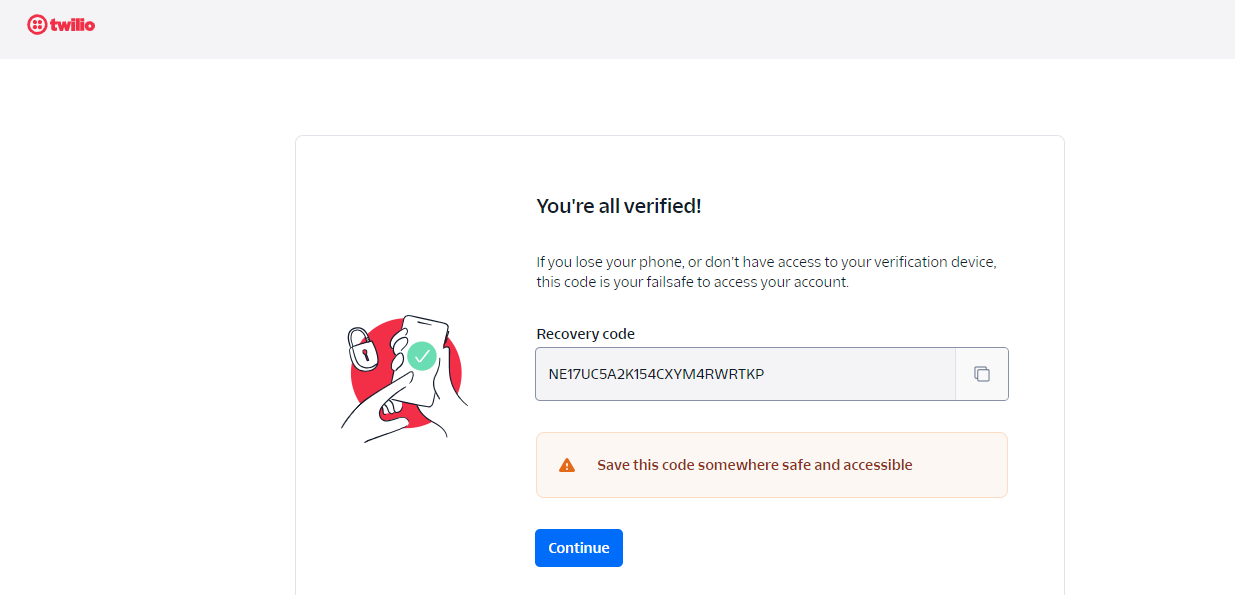 twilio
You're all verified!
If you lose your phone, or don't have access to your verification device,
this code is your failsafe to access your account.
Recovery code
NE17UC5A2K154CXYM4RWRTKP
Save this code somewhere safe and accessible
Continue